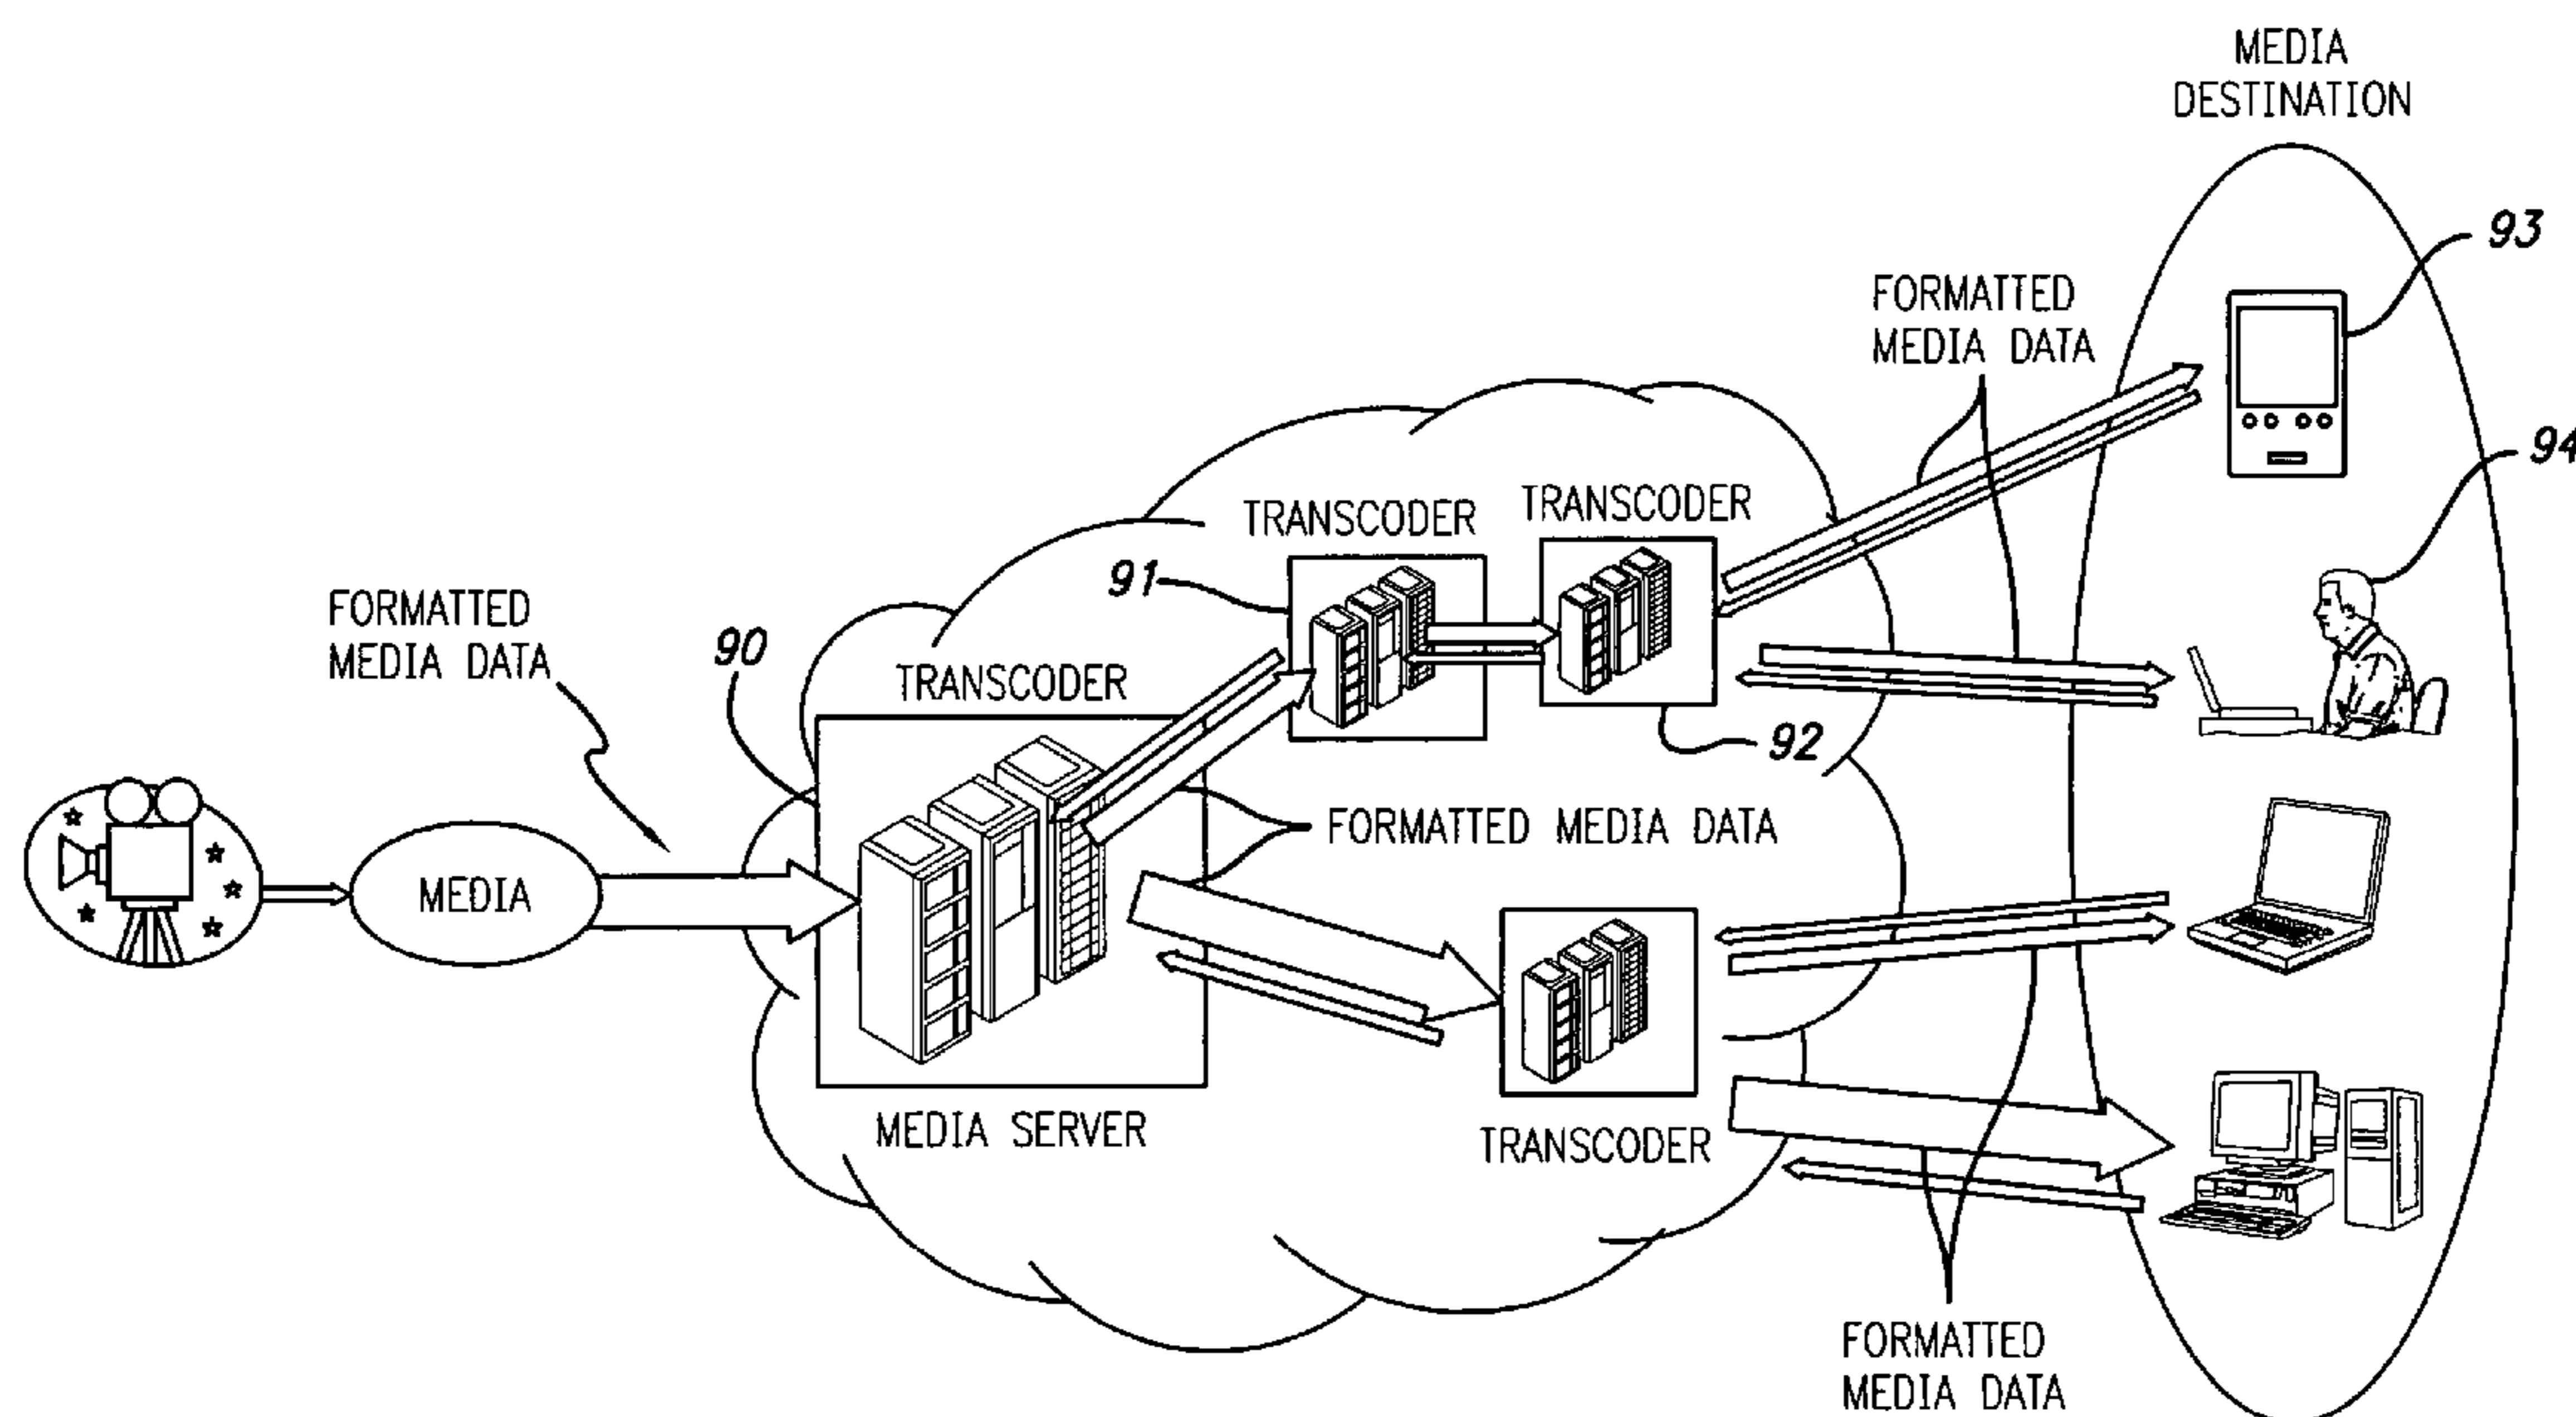 MEDIA
DESTINATION
93
FORMATTED
MEDIA DATA
94
TRANSCODER
TRANSCODER
91
FORMATTED
MEDIA DATA
90
TRANSCODER
92
FORMATTED MEDIA DATA
MEDIA
MEDIA SERVER
TRANSCODER
FORMATTED
MEDIA DATA